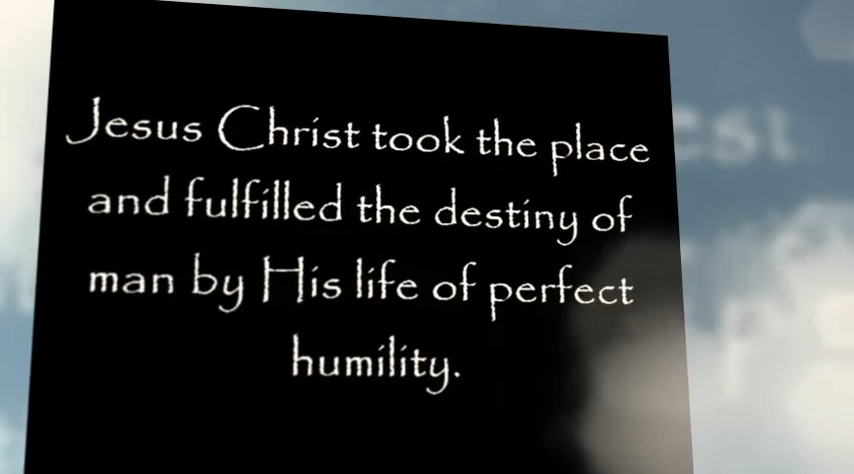 Jesus Christ took the place
and fulfilled the destiny of
man by His life of perfect
humility.